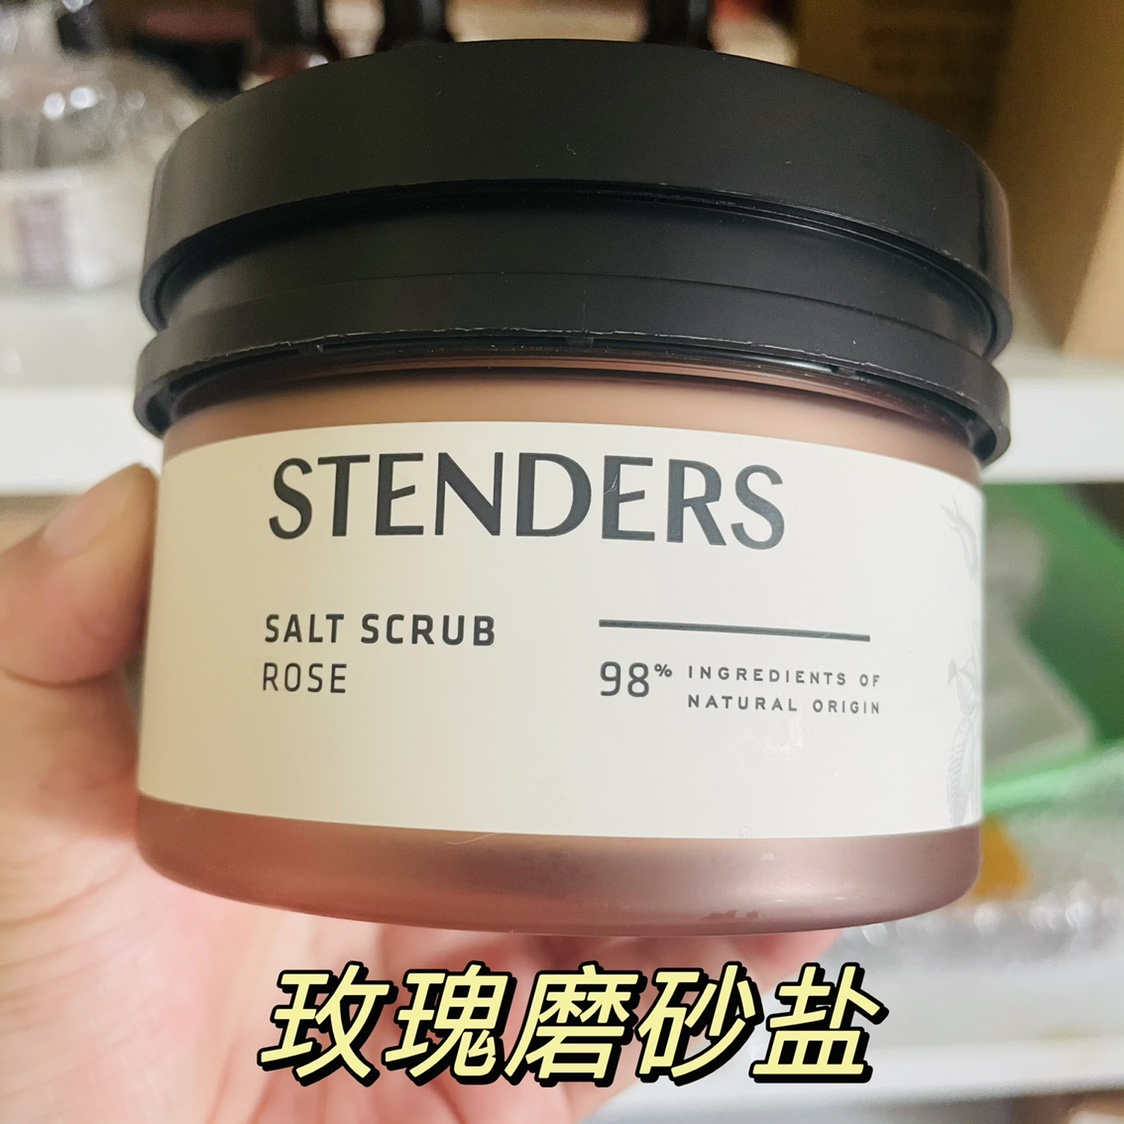 STENDERS
SALT SCRUB
ROSE
98% INGREDIENTS OF
NATURAL ORIGIN
玫瑰磨砂盐